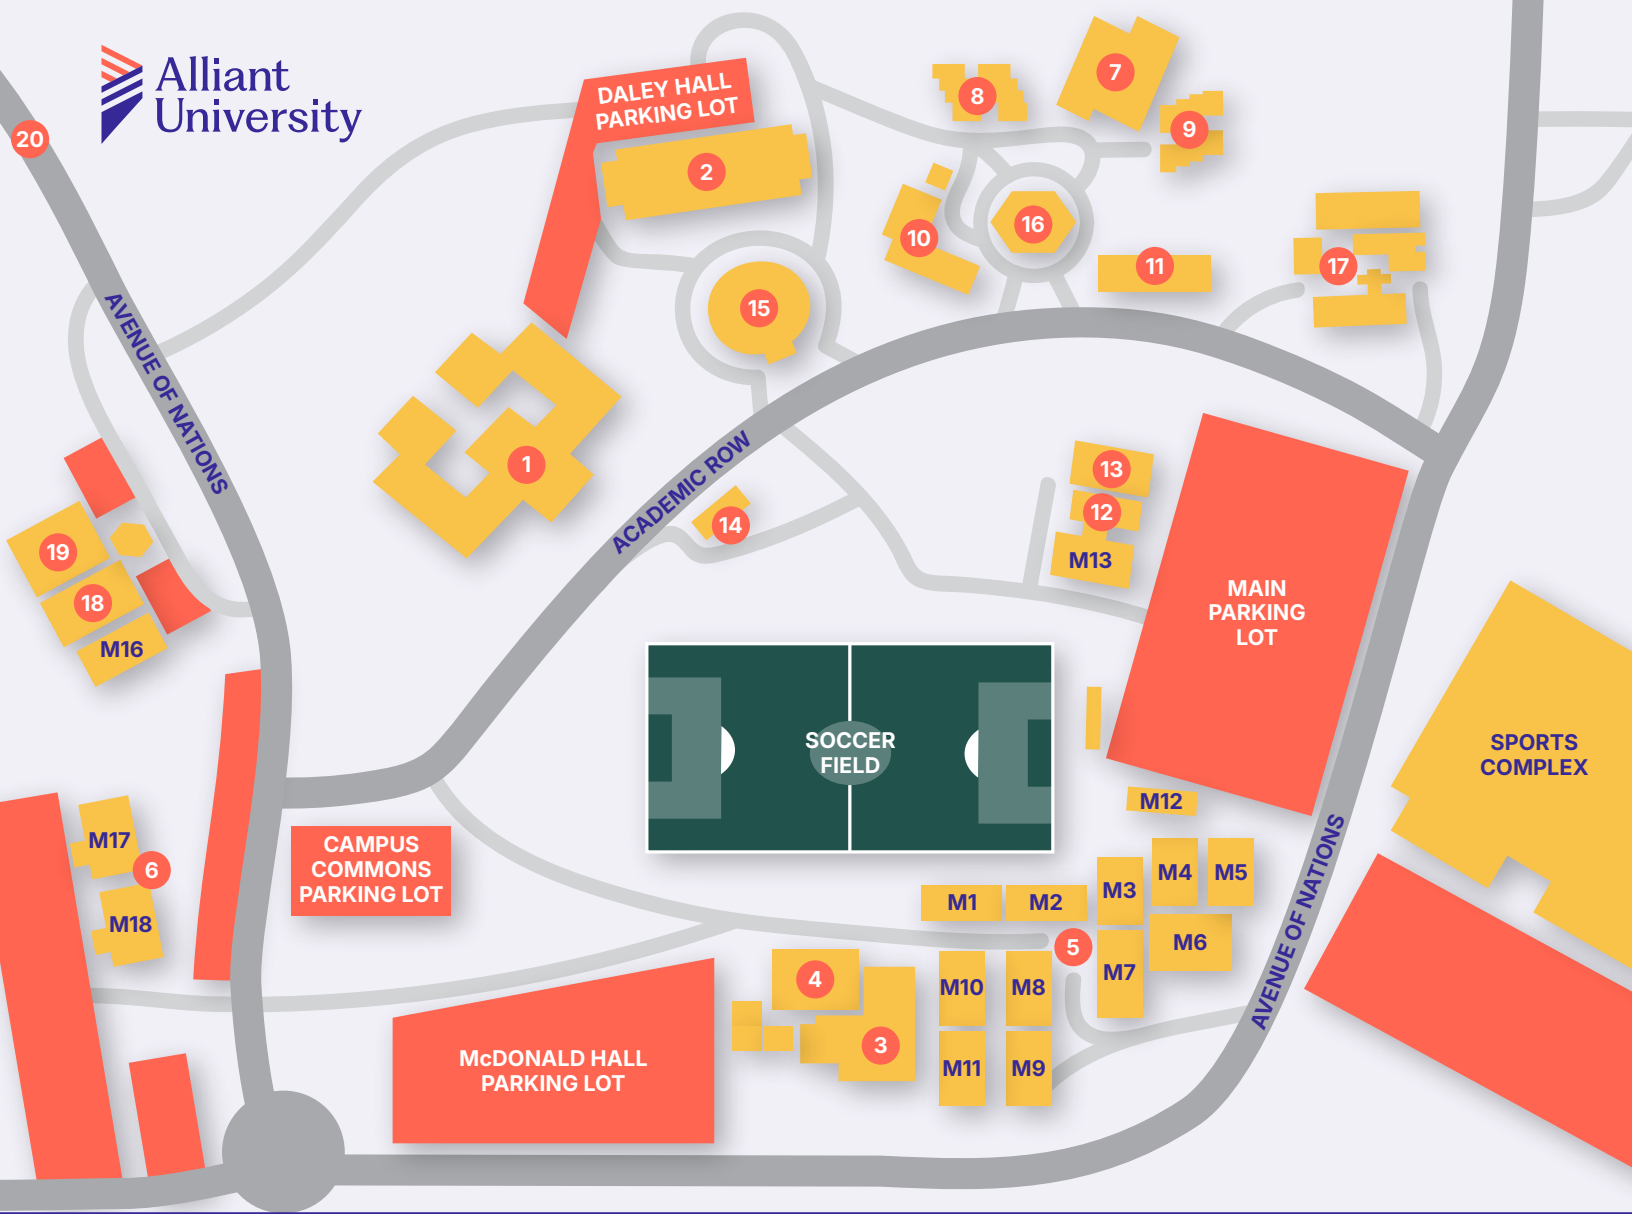 Alliant
University
20
DALEY HALL
PARKING LOT
2
8
7
9
10
16
11
17
15
AVENUE OF NATIONS
1
ACADEMIC ROW
14
13
12
M13
MAIN
PARKING
LOT
19
18
M16
SOCCER
FIELD
SPORTS
COMPLEX
M12
M17
6
M18
CAMPUS
COMMONS
PARKING LOT
M1
M2
M3
M4
M5
M6
5
M7
AVENUE OF NATIONS
4
M10
M8
3
M11
M9
McDONALD HALL
PARKING LOT